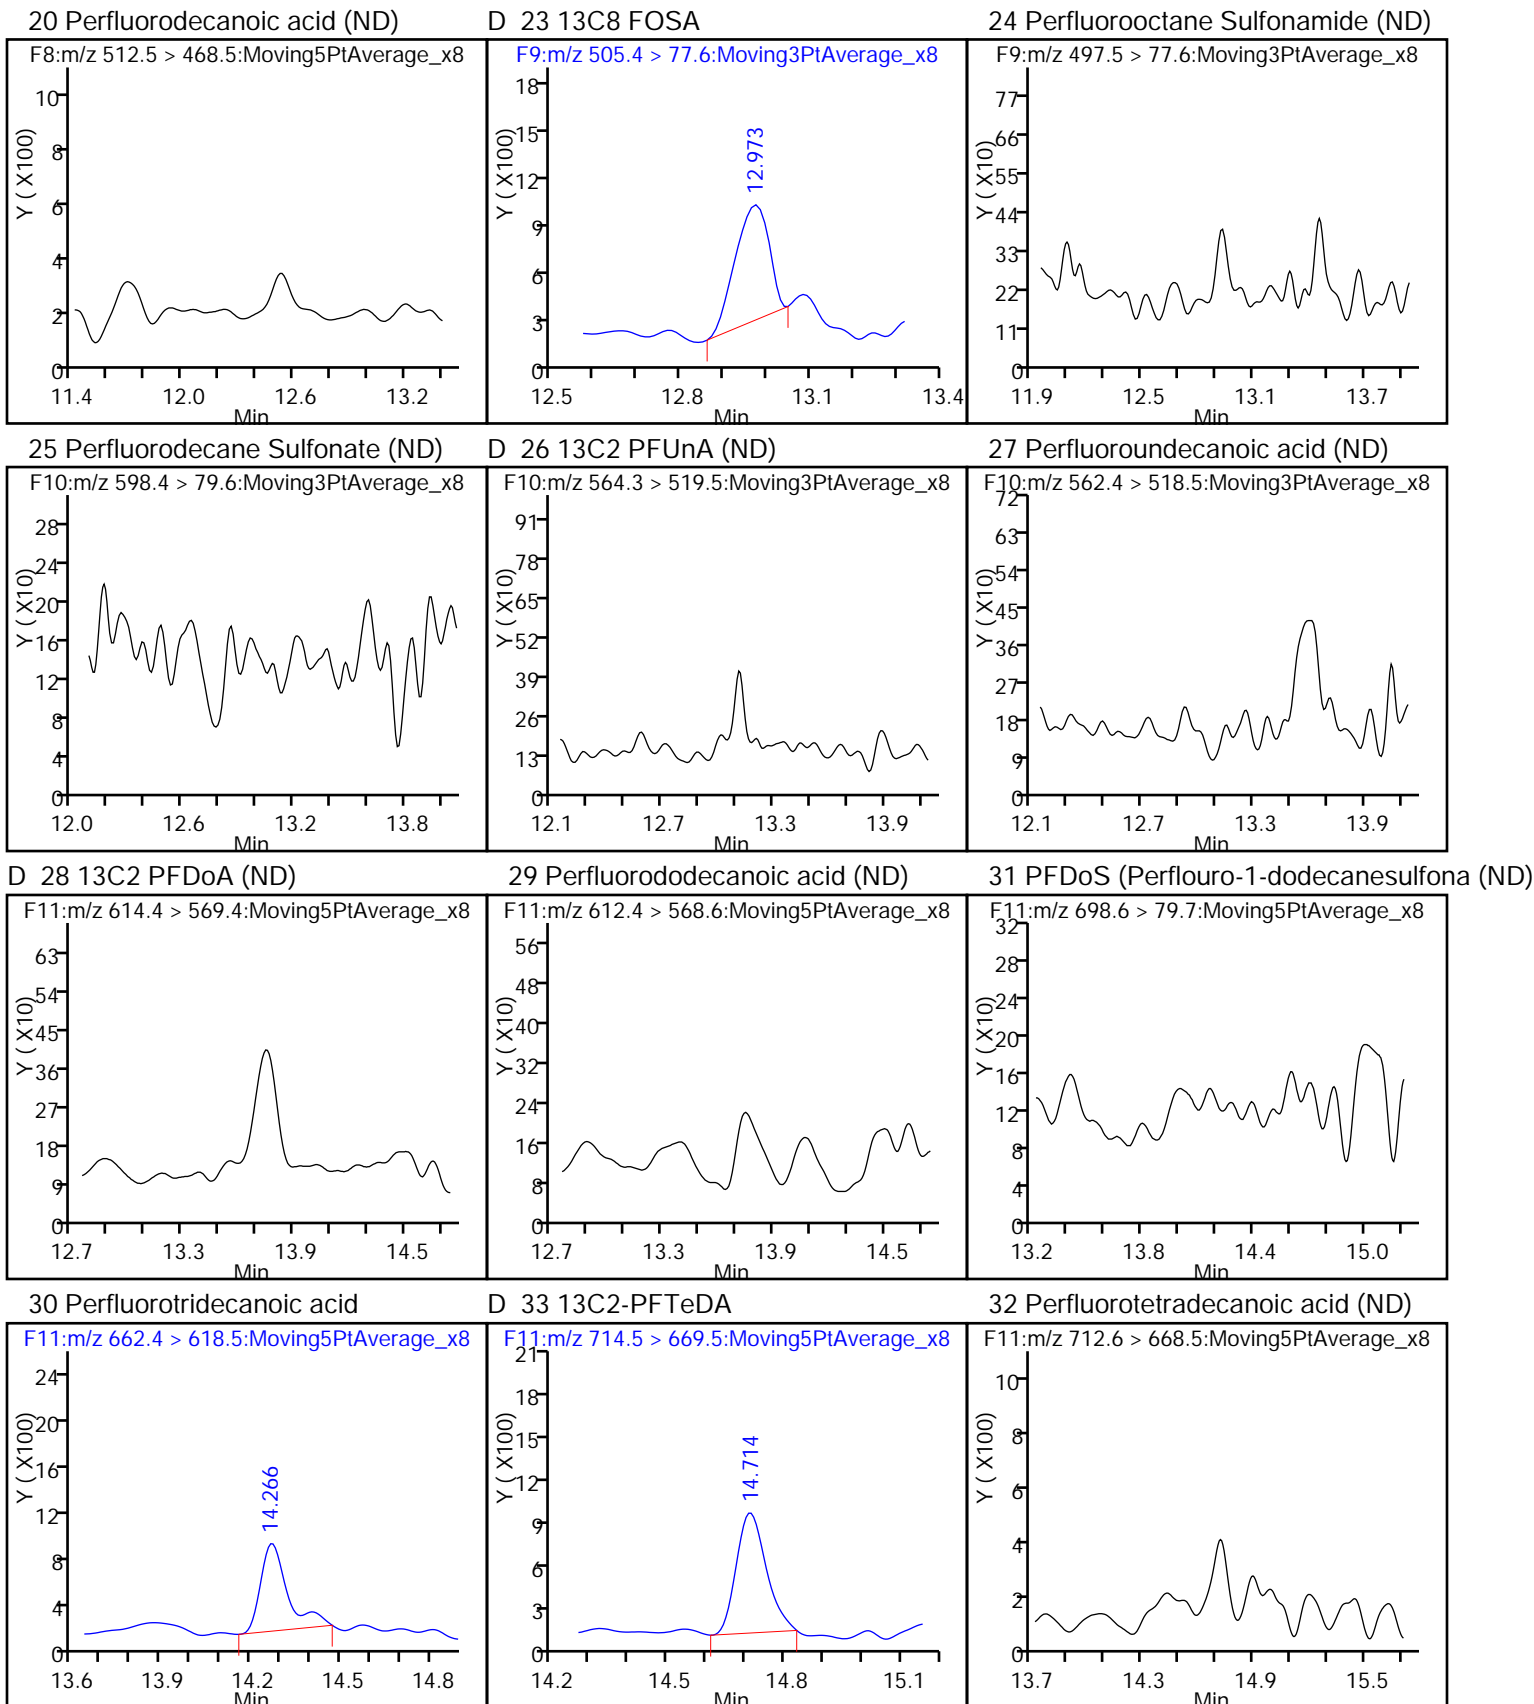 20 Perfluorodecanoic acid (ND)
F8:m/z 512.5 > 468.5:Moving5PtAverage_x8
Y ( X100)
10
8
6
4
2
0
11.4 12.0 12.6 13.2
Min
D 23 13C8 FOSA
F9:m/z 505.4 > 77.6:Moving3PtAverage_x8
Y ( X100)
18
15
12
9
6
3
0
12.973
12.5 12.8 13.1 13.4
Min
24 Perfluorooctane Sulfonamide (ND)
F9:m/z 497.5 > 77.6:Moving3PtAverage_x8
Y ( X10)
77
66
55
44
33
22
11
0
11.9 12.5 13.1 13.7
Min
25 Perfluorodecane Sulfonate (ND)
F10:m/z 598.4 > 79.6:Moving3PtAverage_x8
Y ( X10)
28
24
20
16
12
8
4
0
12.0 12.6 13.2 13.8
Min
D 26 13C2 PFUnA (ND)
F10:m/z 564.3 > 519.5:Moving3PtAverage_x8
Y ( X10)
91
78
65
52
39
26
13
0
12.1 12.7 13.3 13.9
Min
27 Perfluoroundecanoic acid (ND)
F10:m/z 562.4 > 518.5:Moving3PtAverage_x8
Y ( X10)
72
63
54
45
36
27
18
9
0
12.1 12.7 13.3 13.9
Min
D 28 13C2 PFDoA (ND)
F11:m/z 614.4 > 569.4:Moving5PtAverage_x8
Y ( X10)
63
54
45
36
27
18
9
0
12.7 13.3 13.9 14.5
Min
29 Perfluorododecanoic acid (ND)
F11:m/z 612.4 > 568.6:Moving5PtAverage_x8
Y ( X10)
56
48
40
32
24
16
8
0
12.7 13.3 13.9 14.5
Min
31 PFDoS (Perflouro-1-dodecanesulfona (ND)
F11:m/z 698.6 > 79.7:Moving5PtAverage_x8
Y ( X10)
32
28
24
20
16
12
8
4
0
13.2 13.8 14.4 15.0
Min
30 Perfluorotridecanoic acid
F11:m/z 662.4 > 618.5:Moving5PtAverage_x8
Y ( X100)
24
20
16
12
8
4
0
14.266
13.6 13.9 14.2 14.5 14.8
Min
D 33 13C2-PFTeDA
F11:m/z 714.5 > 669.5:Moving5PtAverage_x8
Y ( X100)
21
18
15
12
9
6
3
0
14.714
14.2 14.5 14.8 15.1
Min
32 Perfluorotetradecanoic acid (ND)
F11:m/z 712.6 > 668.5:Moving5PtAverage_x8
Y ( X100)
10
8
6
4
2
0
13.7 14.3 14.9 15.5
Min